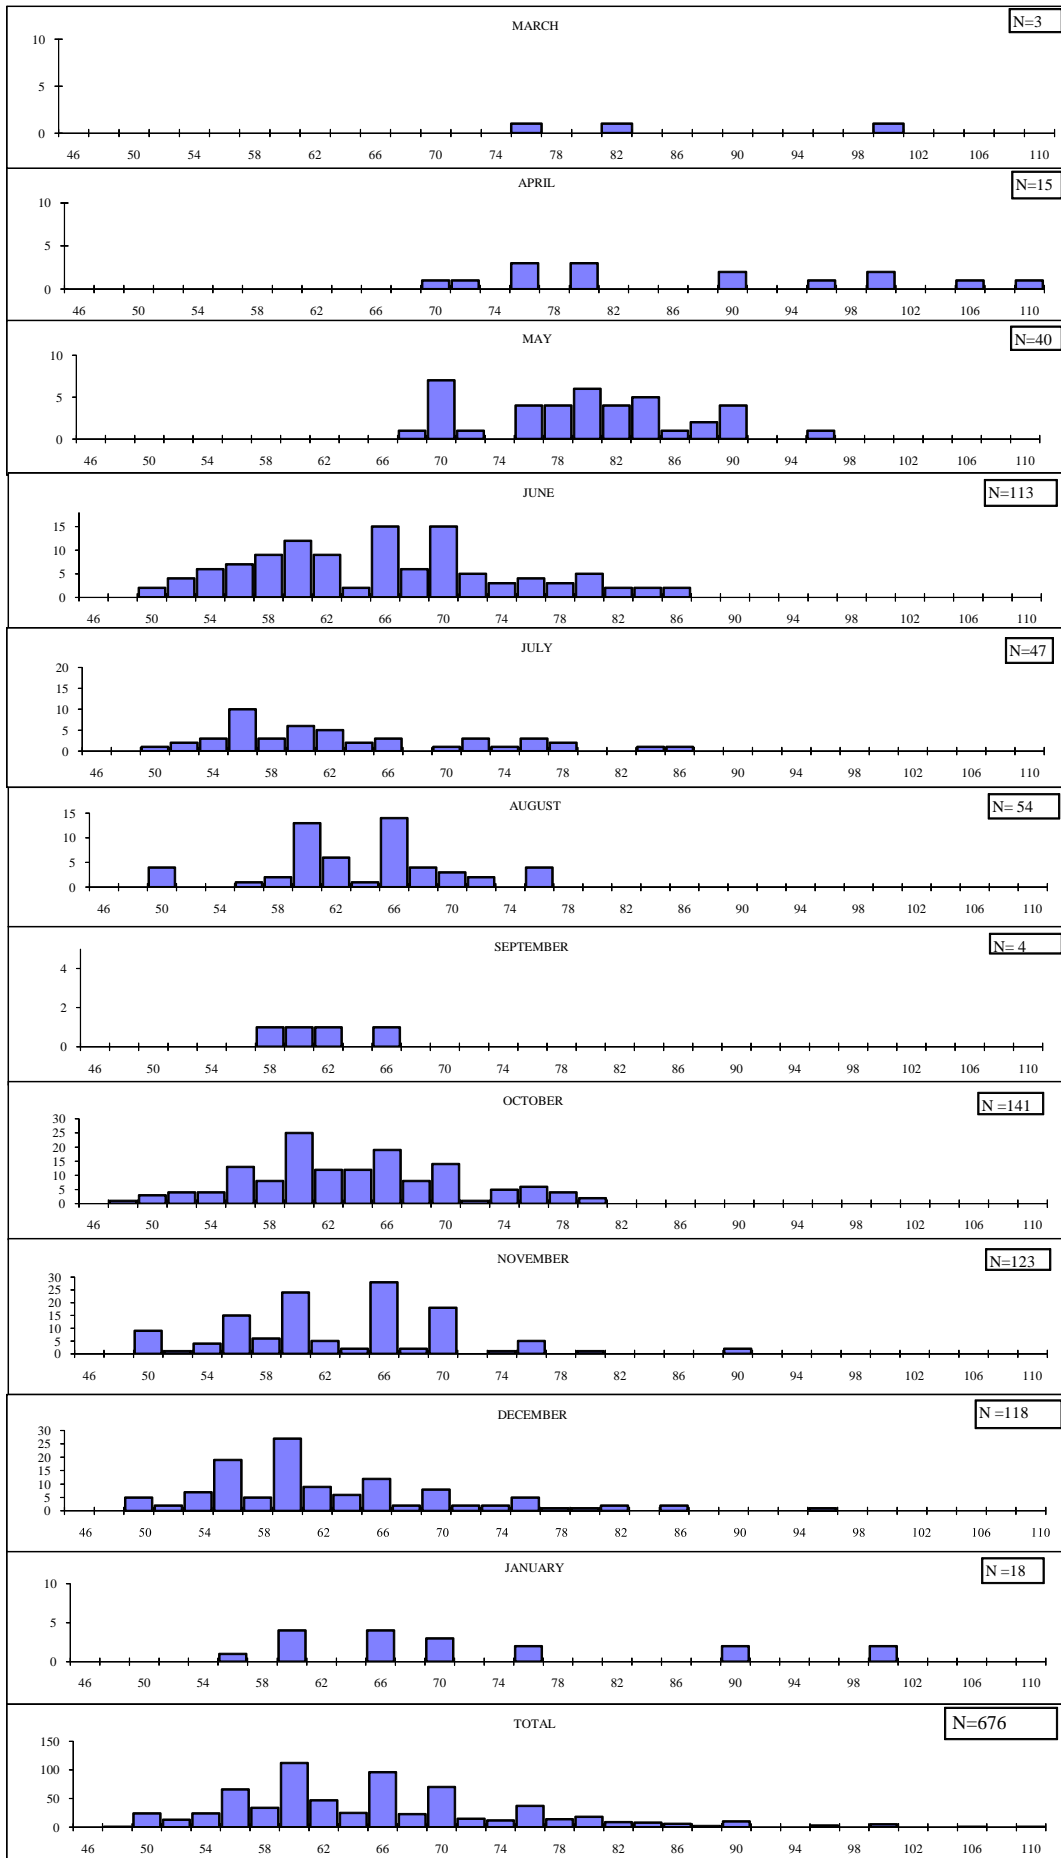 MARCH
N=3
10
5
0
46 50 54 58 62 66 70 74 78 82 86 90 94 98 102 106 110
APRIL
N=15
10
5
0
46 50 54 58 62 66 70 74 78 82 86 90 94 98 102 106 110
MAY
N=40
10
5
0
46 50 54 58 62 66 70 74 78 82 86 90 94 98 102 106 110
JUNE
N=113
15
10
5
0
46 50 54 58 62 66 70 74 78 82 86 90 94 98 102 106 110
JULY
N=47
20
15
10
5
0
46 50 54 58 62 66 70 74 78 82 86 90 94 98 102 106 110
AUGUST
N= 54
15
10
5
0
46 50 54 58 62 66 70 74 78 82 86 90 94 98 102 106 110
SEPTEMBER
N= 4
4
2
0
46 50 54 58 62 66 70 74 78 82 86 90 94 98 102 106 110
OCTOBER
N =141
30
25
20
15
10
5
0
46 50 54 58 62 66 70 74 78 82 86 90 94 98 102 106 110
NOVEMBER
N=123
30
25
20
15
10
5
0
46 50 54 58 62 66 70 74 78 82 86 90 94 98 102 106 110
DECEMBER
N =118
30
25
20
15
10
5
0
46 50 54 58 62 66 70 74 78 82 86 90 94 98 102 106 110
JANUARY
N =18
10
5
0
46 50 54 58 62 66 70 74 78 82 86 90 94 98 102 106 110
TOTAL
N=676
150
100
50
0
46 50 54 58 62 66 70 74 78 82 86 90 94 98 102 106 110